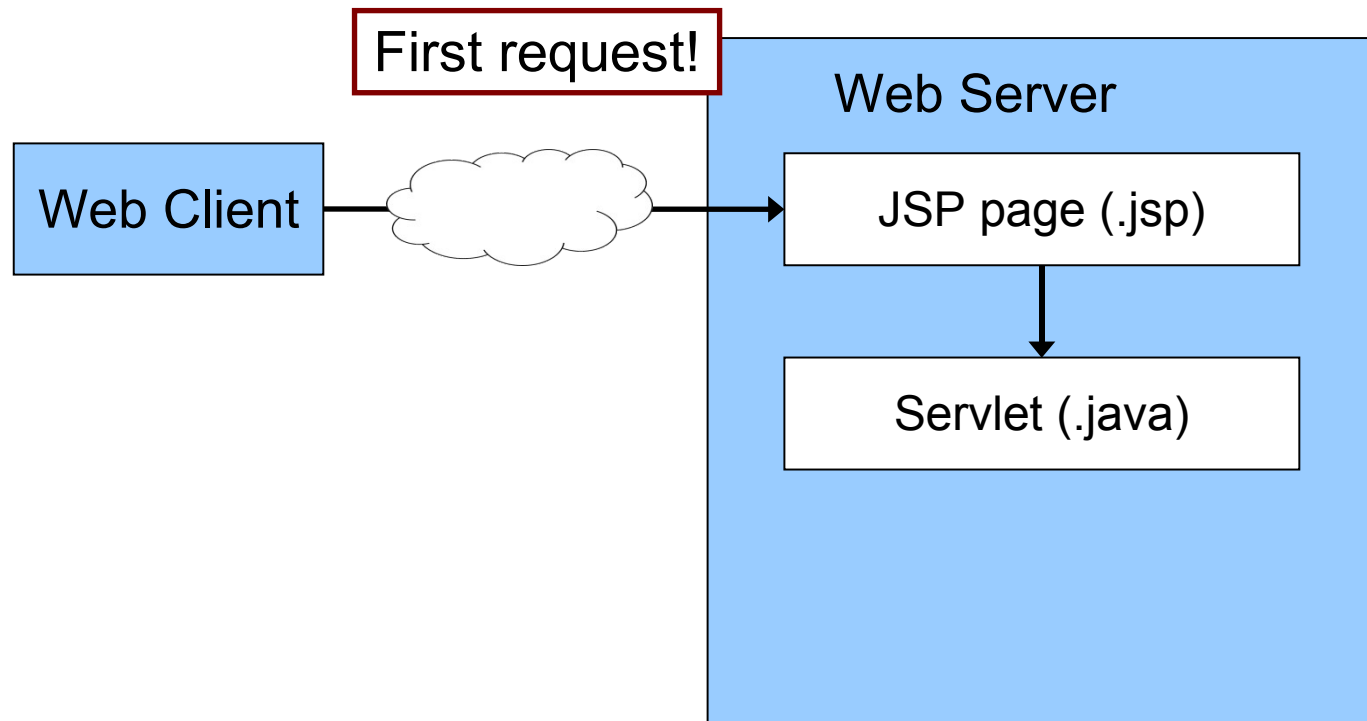 First request!
Web Server
Web Client
JSP page (.jsp)
Servlet (.java)